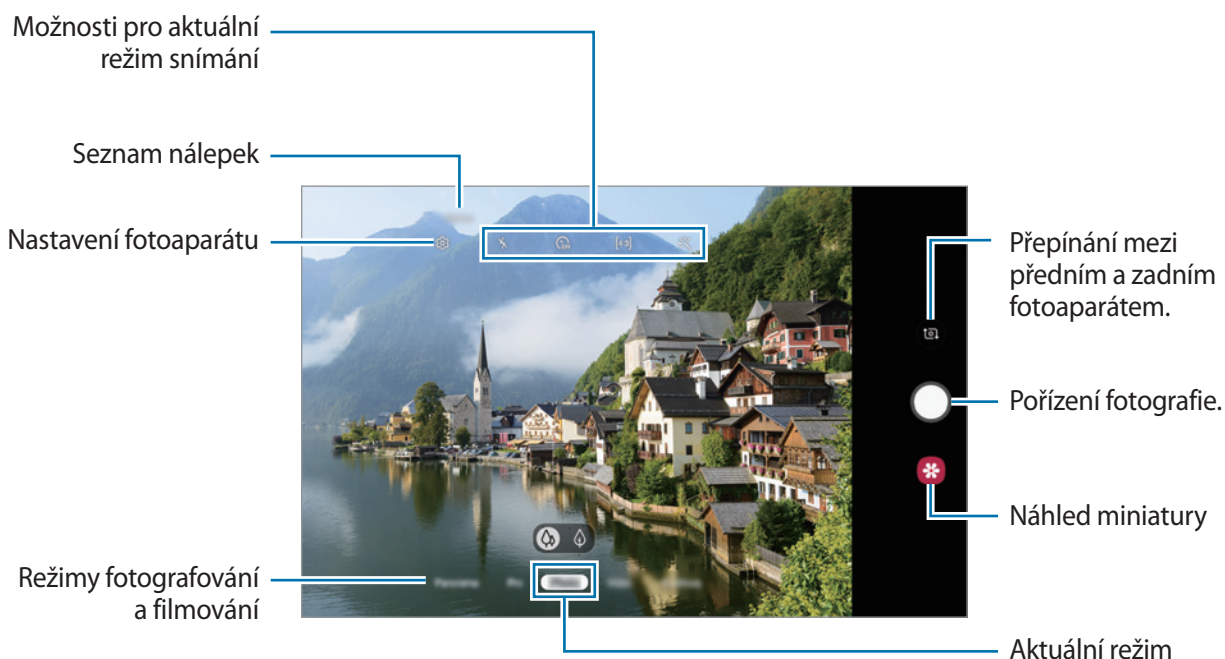 Možnosti pro aktuální
režim snímání
Seznam nálepek
Nastavení fotoaparátu
Přepínání mezi
předním a zadním
fotoaparátem.
Pořízení fotografie.
Náhled miniatury
Režimy fotografování
a filmování
Aktuální režim